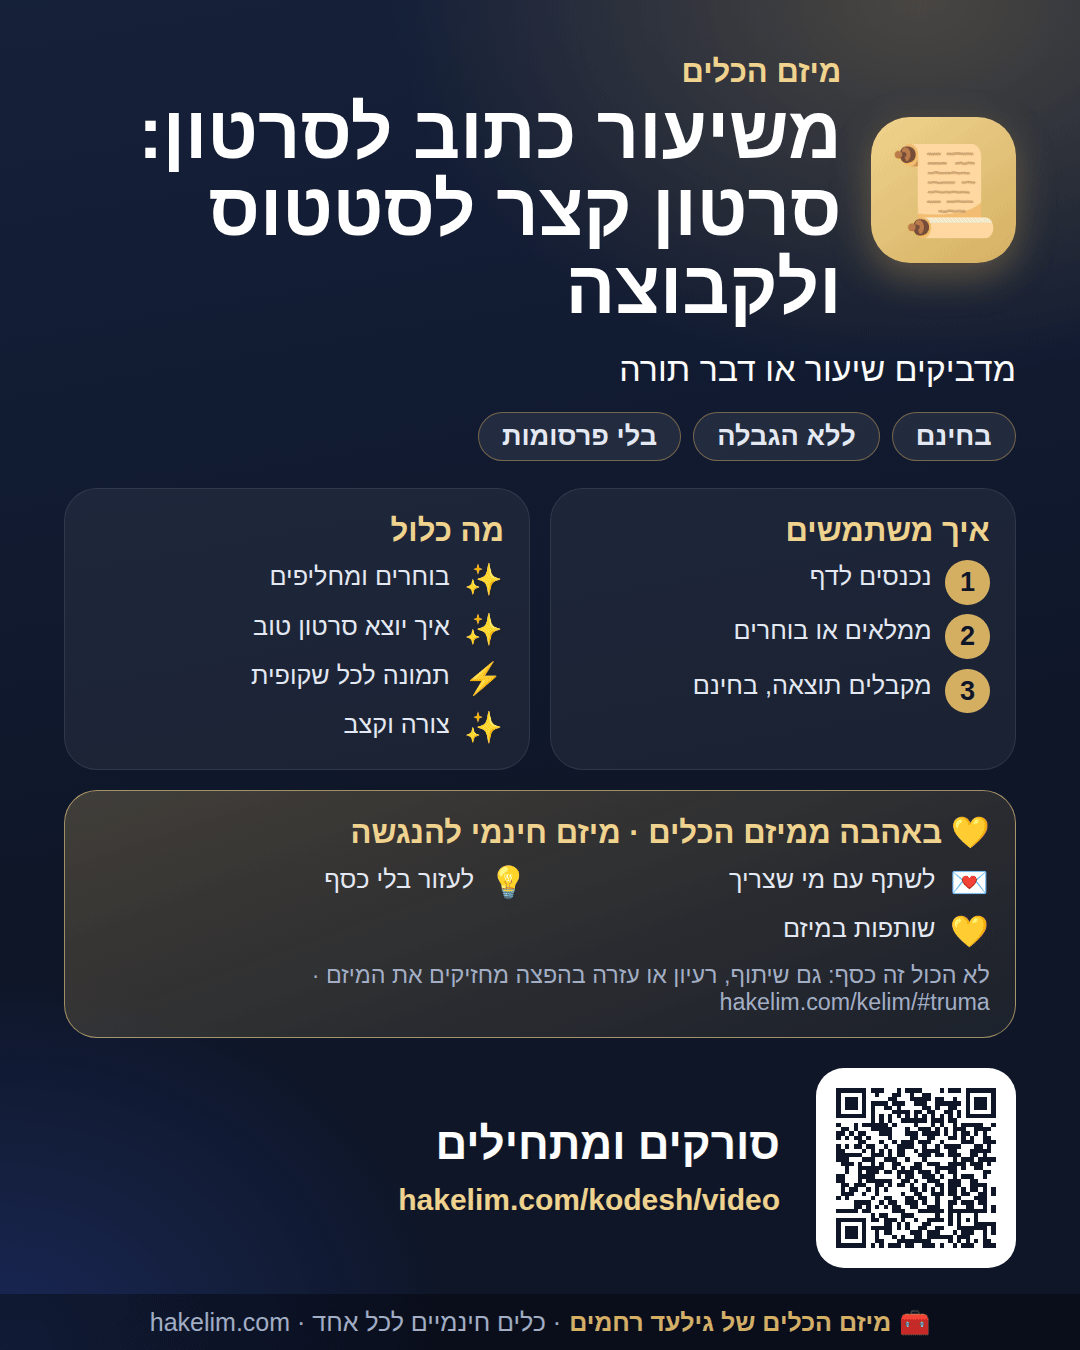 מיזם הכלים
משיעור כתוב לסרטון:
סרטון קצר לסטטוס
ולקבוצה
מדביקים שיעור או דבר תורה
בחינם
ללא הגבלה
בלי פרסומות
איך משתמשים
1 נכנסים לדף
2 ממלאים או בוחרים
3 מקבלים תוצאה, בחינם
מה כלול
✨ בוחרים ומחליפים
✨ איך יוצא סרטון טוב
⚡ תמונה לכל שקופית
✨ צורה וקצב
💛 באהבה ממיזם הכלים · מיזם חינמי להנגשה
💌 לשתף עם מי שצריך
💡 לעזור בלי כסף
💛 שותפות במיזם
לא הכול זה כסף: גם שיתוף, רעיון או עזרה בהפצה מחזיקים את המיזם ·
hakelim.com/kelim/#truma
סורקים ומתחילים
hakelim.com/kodesh/video
🧰 מיזם הכלים של גילעד רחמים · כלים חינמיים לכל אחד · hakelim.com